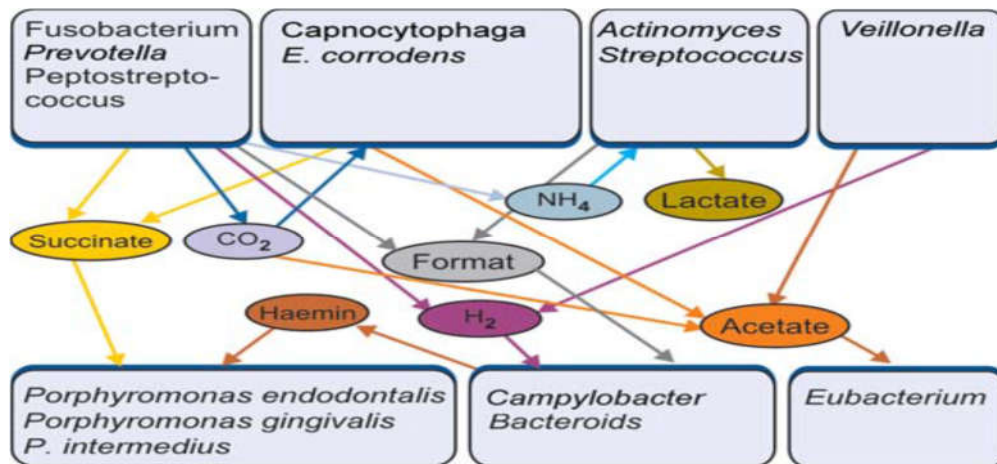 Fusobacterium
Prevotella
Peptostrepto-
coccus
Capnocytophaga
E. corrodens
Actinomyces
Streptococcus
Veillonella
NH4
Lactate
Succinate
CO2
Format
Haemin
H2
Acetate
Porphyromonas endodontalis
Porphyromonas gingivalis
P. intermedius
Campylobacter
Bacteroids
Eubacterium